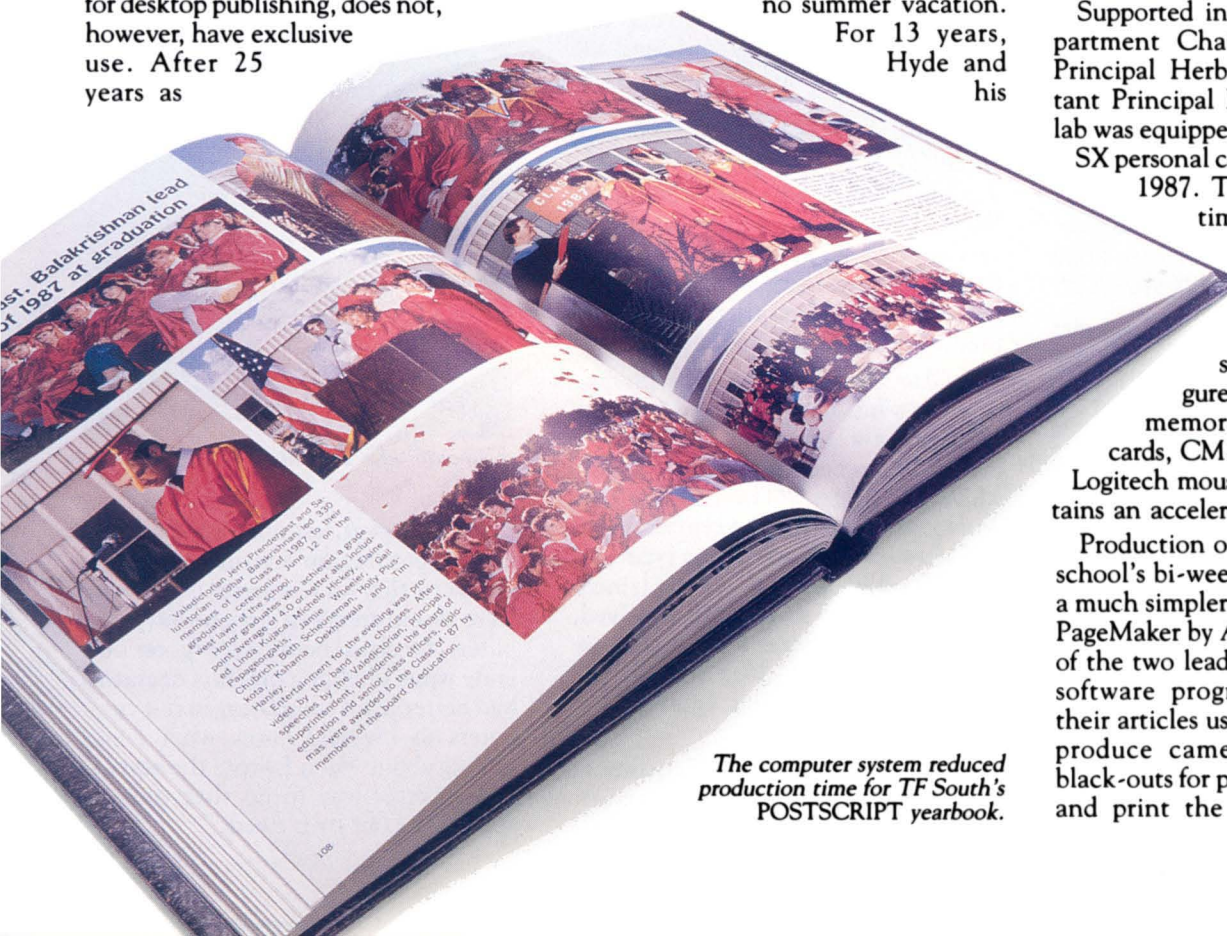 for desktop publishing, does not,
however, have exclusive
use. After 25
years as
no summer vacation.
For 13 years,
Hyde and
his
Supported in
partment Cha
Principal Herb
tant Principal
lab was equippe
SX personal c
1987. T
tin
s
gure
memor
cards, CM
Logitech mous
tains an acceler
Production o
school's bi-wee
a much simpler
PageMaker by A
of the two lead
software progr
their articles us
produce came
black-outs for p
and print the
ast, Balakrishnan lead
of 1987 at graduation
CLASS
1987
Valedictorian Jerry Prendergast and Sa-
lutatorian Sridhar Balakrishnan led 330
members of the Class of 1987 to their
graduation ceremonies June 12 on the
west lawn of the school.
Honor graduates who achieved a grade
point average of 4.0 or better also includ-
ed Linda Kujaca, Michele Hickey, Elaine
Papageorgakis, Jamie Wheeler, Gail
Chubrich, Beth Scheuneman, Holly Plus-
kota, Kshama Dekhtawala and Tim
Hanley.
Entertainment for the evening was pro-
vided by the band and choruses. After
speeches by the Valedictorian, principal,
superintendent, president of the board of
education and senior class officers, diplo-
mas were awarded to the Class of '87 by
members of the board of education.
108
The computer system reduced
production time for TF South's
POSTSCRIPT yearbook.